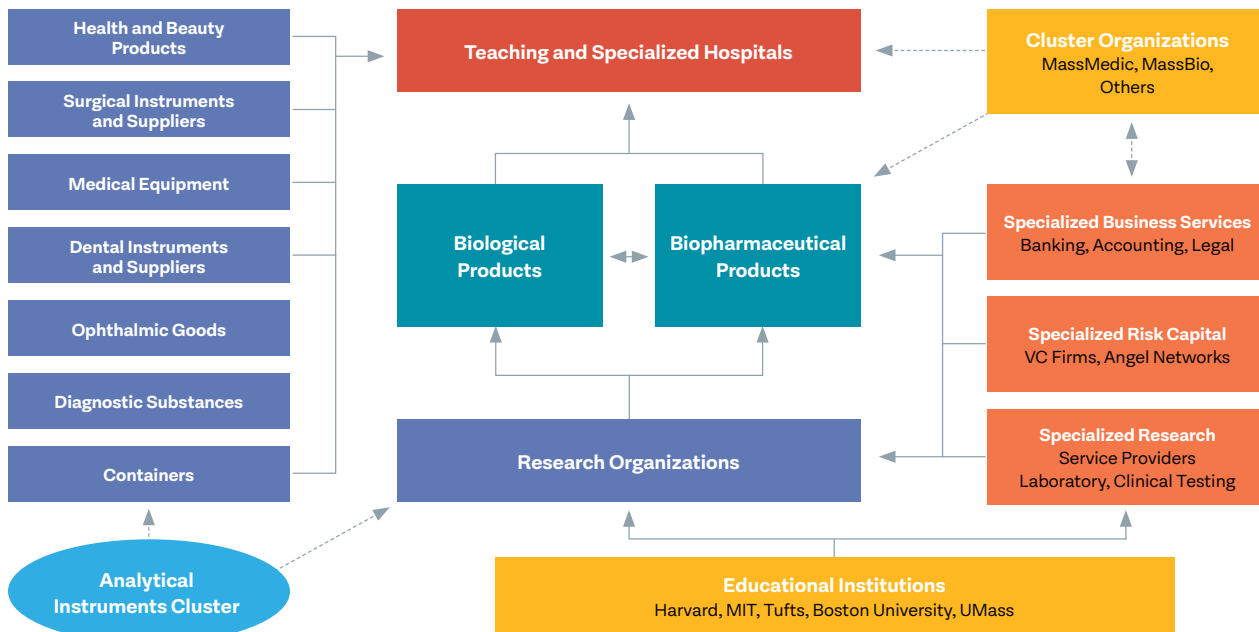 Health and Beauty
Products
Surgical Instruments
and Suppliers
Medical Equipment
Dental Instruments
and Suppliers
Ophthalmic Goods
Diagnostic Substances
Containers
Analytical
Instruments Cluster
Teaching and Specialized Hospitals
Biological
Products
Biopharmaceutical
Products
Research Organizations
Educational Institutions
Harvard, MIT, Tufts, Boston University, UMass
Cluster Organizations
MassMedic, MassBio,
Others
Specialized Business Services
Banking, Accounting, Legal
Specialized Risk Capital
VC Firms, Angel Networks
Specialized Research
Service Providers
Laboratory, Clinical Testing